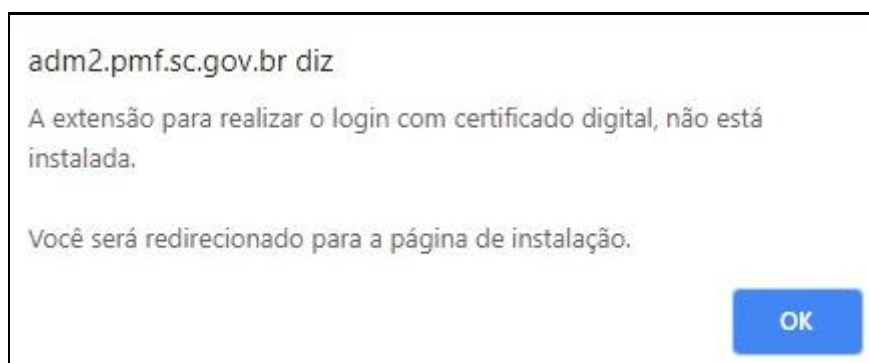 adm2.pmf.sc.gov.br diz
A extensão para realizar o login com certificado digital, não está
instalada.
Você será redirecionado para a página de instalação.
OK